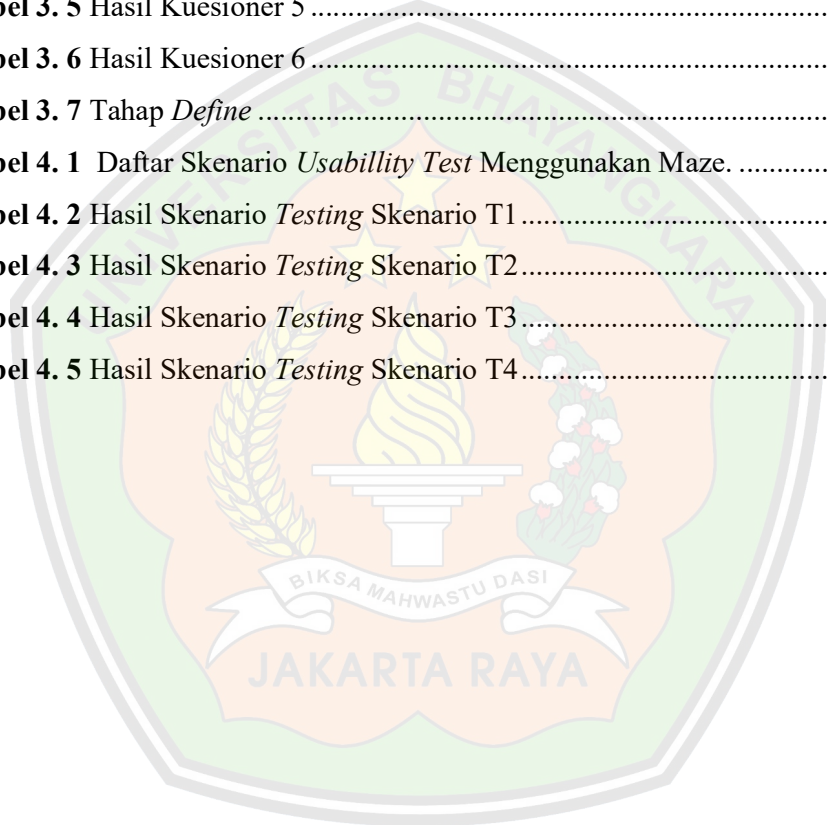 bel 3. 5 Hasil Kuesioner 5 ........................................................................
bel 3. 6 Hasil Kuesioner 6 ........................................................................
bel 3. 7 Tahap Define ................................................................................
bel 4. 1  Daftar Skenario Usabillity Test Menggunakan Maze. ............
bel 4. 2 Hasil Skenario Testing Skenario T1 ...........................................
bel 4. 3 Hasil Skenario Testing Skenario T2 ...........................................
bel 4. 4 Hasil Skenario Testing Skenario T3 ...........................................
bel 4. 5 Hasil Skenario Testing Skenario T4 ...........................................
UNIVERSITAS BHAYANGKARA
BIKSA MAHWASTU DASI
JAKARTA RAYA